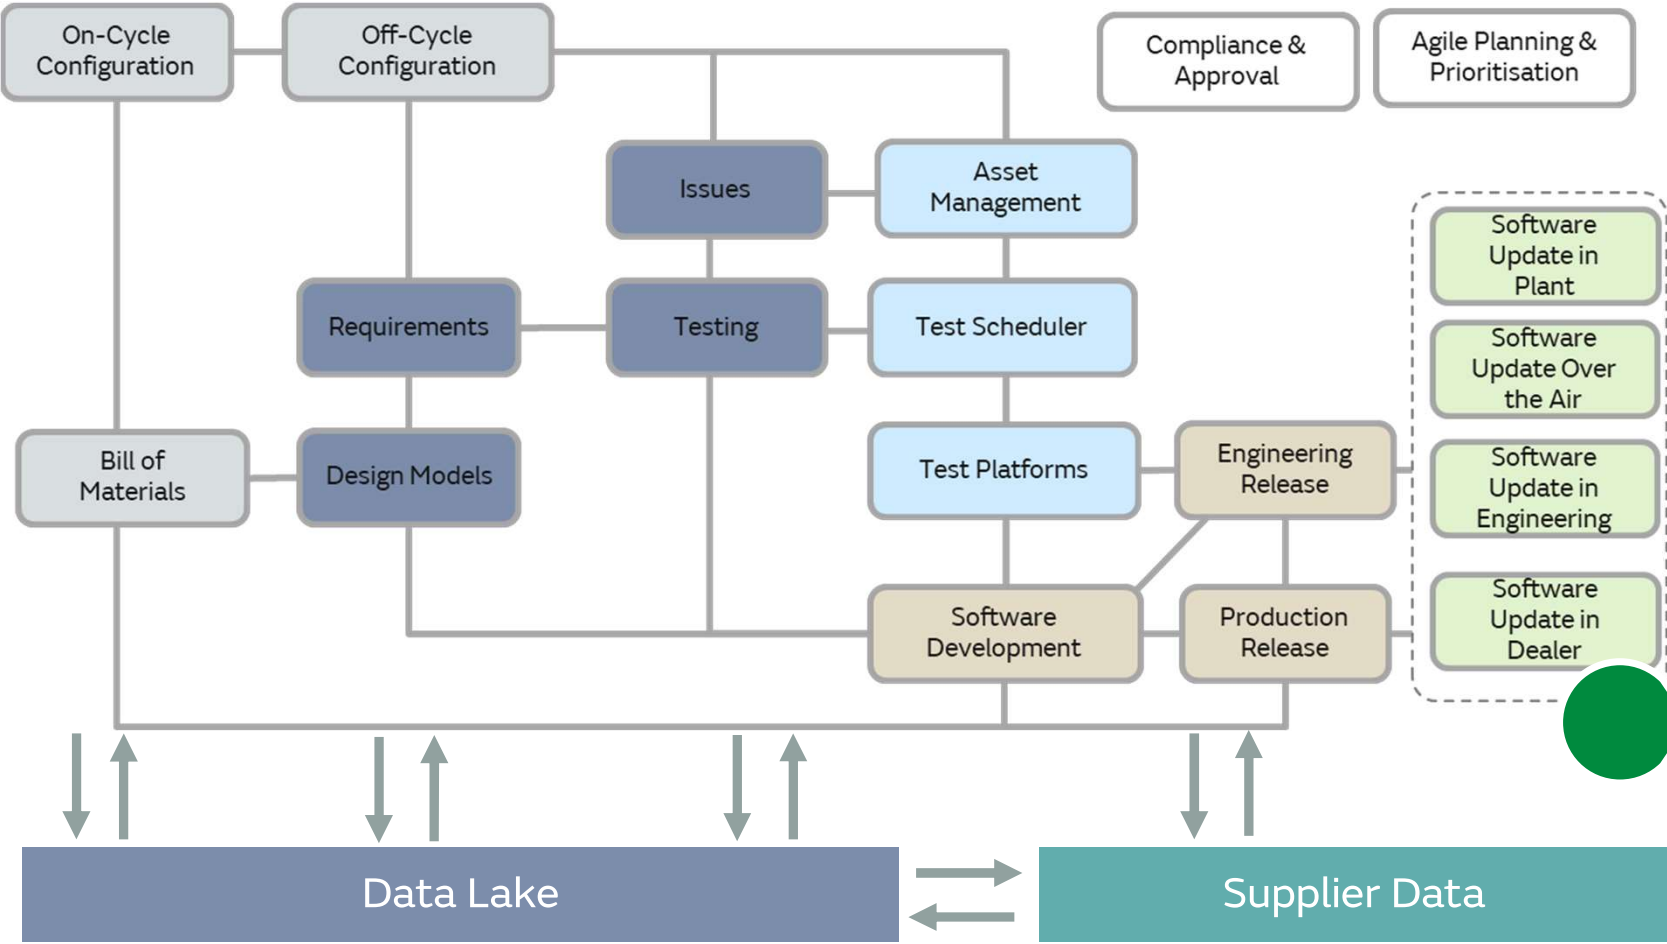 On-Cycle
Configuration
Off-Cycle
Configuration
Compliance &
Approval
Agile Planning &
Prioritisation
Issues
Asset
Management
Software
Update in
Plant
Requirements
Testing
Test Scheduler
Software
Update Over
the Air
Bill of
Materials
Design Models
Test Platforms
Engineering
Release
Software
Update in
Engineering
Software
Development
Production
Release
Software
Update in
Dealer
Data Lake
Supplier Data